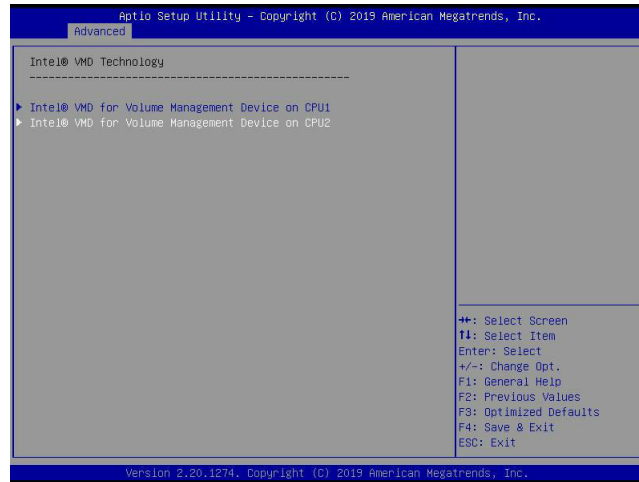 Aptio Setup Utility – Copyright (C) 2019 American Megatrends, Inc.
Advanced
Intel® VMD Technology
--------------------------------------------------
Intel® VMD for Volume Management Device on CPU1
Intel® VMD for Volume Management Device on CPU2
→←: Select Screen
↑↓: Select Item
Enter: Select
+/-: Change Opt.
F1: General Help
F2: Previous Values
F3: Optimized Defaults
F4: Save & Exit
ESC: Exit
Version 2.20.1274. Copyright (C) 2019 American Megatrends, Inc.